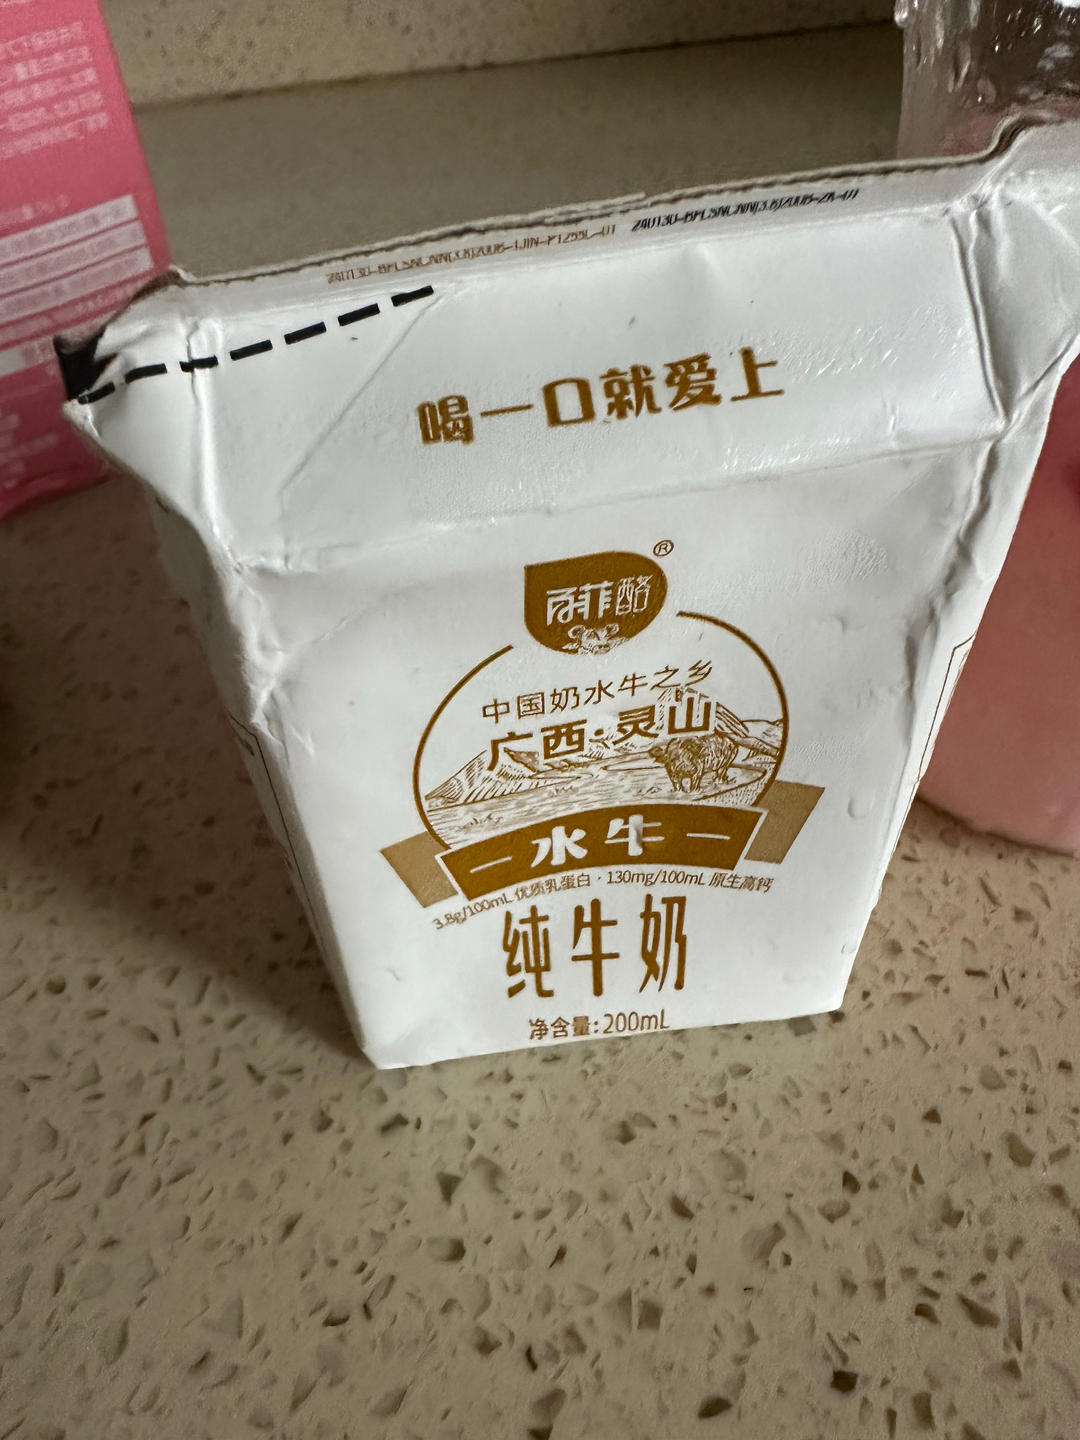 喝一口就爱上
百菲酪®
中国奶水牛之乡
广西·灵山
水牛
3.8g/100mL 优质乳蛋白·130mg/100mL 原生高钙
纯牛奶
净含量:200mL